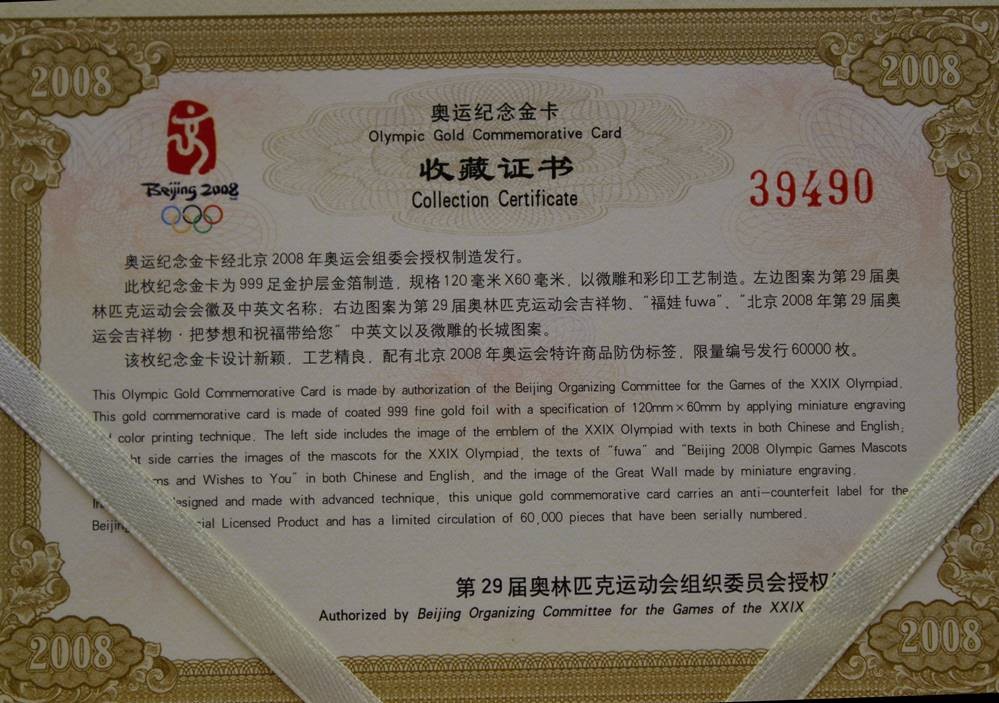 2008
2008
奥运纪念金卡
Olympic Gold Commemorative Card
收藏证书
Collection Certificate
39490
Beijing 2008
奥运纪念金卡经北京2008年奥运会组委会授权制造发行。
此枚纪念金卡为999足金护层金箔制造，规格120毫米X60毫米，以微雕和彩印工艺制造。左边图案为第29届奥
林匹克运动会会徽及中英文名称；右边图案为第29届奥林匹克运动会吉祥物、“福娃fuwa”、“北京2008年第29届奥
运会吉祥物·把梦想和祝福带给您”中英文以及微雕的长城图案。
该枚纪念金卡设计新颖，工艺精良，配有北京2008年奥运会特许商品防伪标签，限量编号发行60000枚。
This Olympic Gold Commemorative Card is made by authorization of the Beijing Organizing Committee for the Games of the XXIX Olympiad.
This gold commemorative card is made of coated 999 fine gold foil with a specification of 120mm×60mm by applying miniature engraving
color printing technique. The left side includes the image of the emblem of the XXIX Olympiad with texts in both Chinese and English;
side carries the images of the mascots for the XXIX Olympiad, the texts of "fuwa" and "Beijing 2008 Olympic Games Mascots
and Wishes to You" in both Chinese and English, and the image of the Great Wall made by miniature engraving.
and made with advanced technique, this unique gold commemorative card carries an anti-counterfeit label for the
Licensed Product and has a limited circulation of 60,000 pieces that have been serially numbered.
第29届奥林匹克运动会组织委员会授权
Authorized by Beijing Organizing Committee for the Games of the XXIX
2008
2008